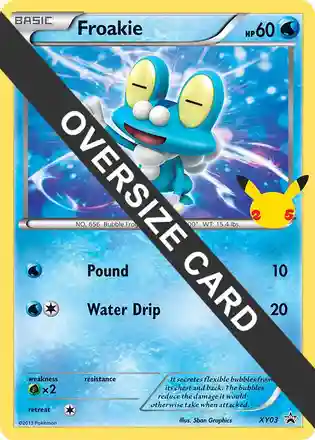 BASIC
Froakie
HP60
OVERSIZE CARD
25
NO. 656 Bubble Frog
WT: 15.4 lbs.
Pound 10
Water Drip 20
weakness resistance
×2
retreat
It secretes flexible bubbles from
its chest and back. The bubbles
reduce the damage it would
otherwise take when attacked.
©2013 Pokémon
Illus. 5ban Graphics
XY03
PROMO